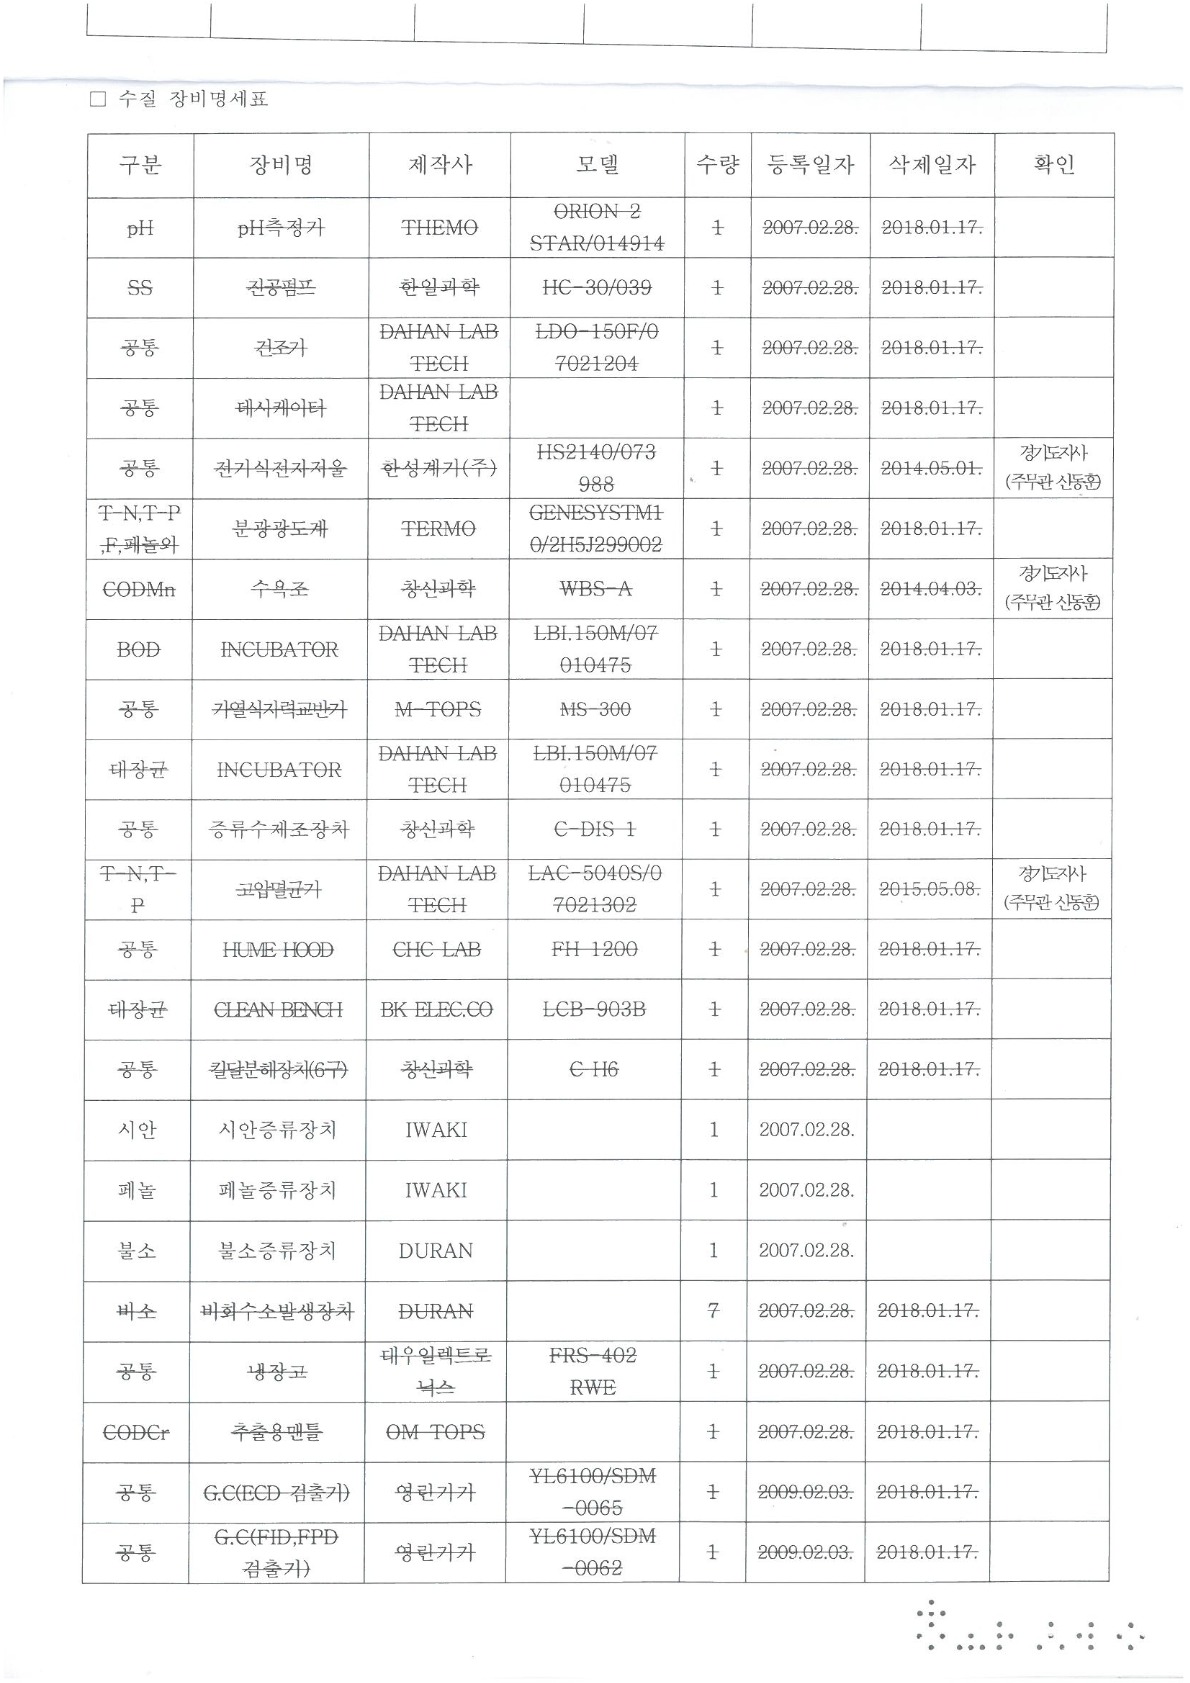 □ 수질 장비명세표
구분 장비명 제작사 모델 수량 등록일자 삭제일자 확인
pH pH측정기 THEMO ORION 2
STAR/014914 1 2007.02.28. 2018.01.17.
SS 진공펌프 한일과학 HC-30/039 1 2007.02.28. 2018.01.17.
공통 건조기 DAHAN LAB
TECH LDO-150F/0
7021204 1 2007.02.28. 2018.01.17.
공통 데시케이터 DAHAN LAB
TECH 1 2007.02.28. 2018.01.17.
공통 전기식전자저울 한성계기(주) HS2140/073
988 1 2007.02.28. 2014.05.01. 경기도지사
(주무관 신동훈)
T-N,T-P
,F,페놀외 분광광도계 TERMO GENESYSTM1
0/2H5J299002 1 2007.02.28. 2018.01.17.
CODMn 수욕조 창신과학 WBS-A 1 2007.02.28. 2014.04.03. 경기도지사
(주무관 신동훈)
BOD INCUBATOR DAHAN LAB
TECH LBI.150M/07
010475 1 2007.02.28. 2018.01.17.
공통 가열식자력교반기 M-TOPS MS-300 1 2007.02.28. 2018.01.17.
대장균 INCUBATOR DAHAN LAB
TECH LBI.150M/07
010475 1 2007.02.28. 2018.01.17.
공통 증류수제조장치 창신과학 C-DIS 1 1 2007.02.28. 2018.01.17.
T-N,T-
P 고압멸균기 DAHAN LAB
TECH LAC-5040S/0
7021302 1 2007.02.28. 2015.05.08. 경기도지사
(주무관 신동훈)
공통 HUME HOOD CHC LAB FH 1200 1 2007.02.28. 2018.01.17.
대장균 CLEAN BENCH BK ELEC.CO LCB-903B 1 2007.02.28. 2018.01.17.
공통 킬달분해장치(6구) 창신과학 C H6 1 2007.02.28. 2018.01.17.
시안 시안증류장치 IWAKI 1 2007.02.28.
페놀 페놀증류장치 IWAKI 1 2007.02.28.
불소 불소증류장치 DURAN 1 2007.02.28.
비소 비화수소발생장치 DURAN 7 2007.02.28. 2018.01.17.
공통 냉장고 대우일렉트로
닉스 FRS-402
RWE 1 2007.02.28. 2018.01.17.
CODCr 추출용맨틀 OM TOPS 1 2007.02.28. 2018.01.17.
공통 G.C(ECD 검출기) 영린기기 YL6100/SDM
-0065 1 2009.02.03. 2018.01.17.
공통 G.C(FID,FPD
검출기) 영린기기 YL6100/SDM
-0062 1 2009.02.03. 2018.01.17.